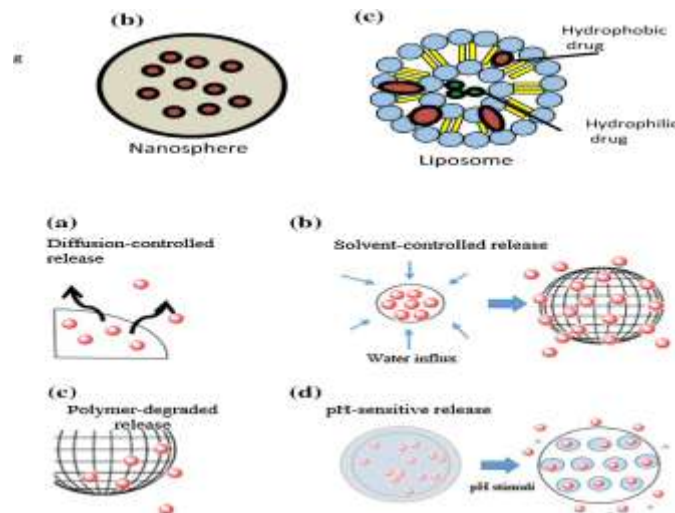 (b)
(c)
g
Hydrophobic
drug
Hydrophilic
drug
Nanosphere
Liposome
(a)
Diffusion-controlled
release
(b)
Solvent-controlled release
Water influx
(c)
Polymer-degraded
release
(d)
pH-sensitive release
pH stimuli